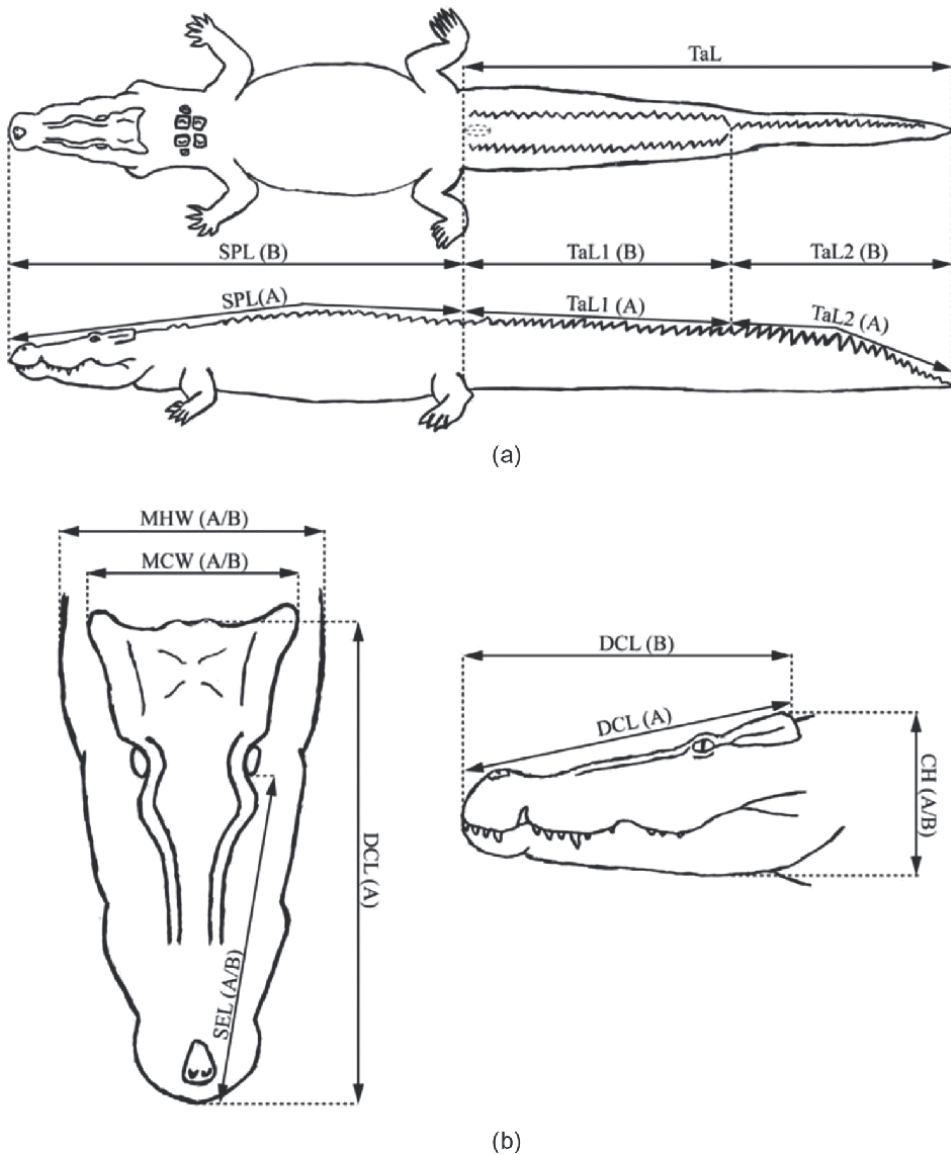 TaL
SPL (B)
TaL1 (B)
TaL2 (B)
SPL(A)
TaL1 (A)
TaL2 (A)
(a)
MHW (A/B)
MCW (A/B)
DCL (A)
SEL (A/B)
DCL (B)
DCL (A)
CH (A/B)
(b)